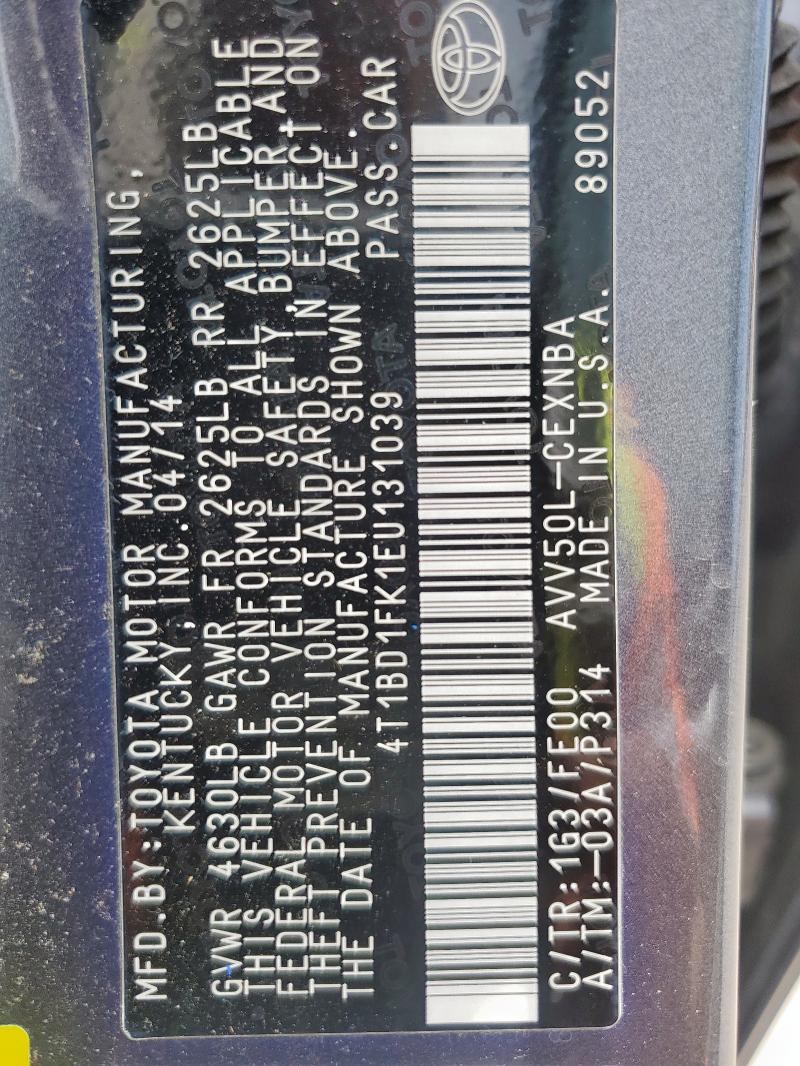 MFD.BY:TOYOTA MOTOR MANUFACTURING,
KENTUCKY,INC.04/14
GVWR 4630LB GAWR FR 2625LB RR 2625LB
THIS VEHICLE CONFORMS TO ALL APPLICABLE
FEDERAL MOTOR VEHICLE SAFETY,BUMPER,AND
THEFT PREVENTION STANDARDS IN EFFECT ON
THE DATE OF MANUFACTURE SHOWN ABOVE.
4T1BD1FK1EU131039 PASS.CAR
C/TR:1G3/FE00 AVV50L-CEXNBA 89052
A/TM:-03A/P314 MADE IN U.S.A.